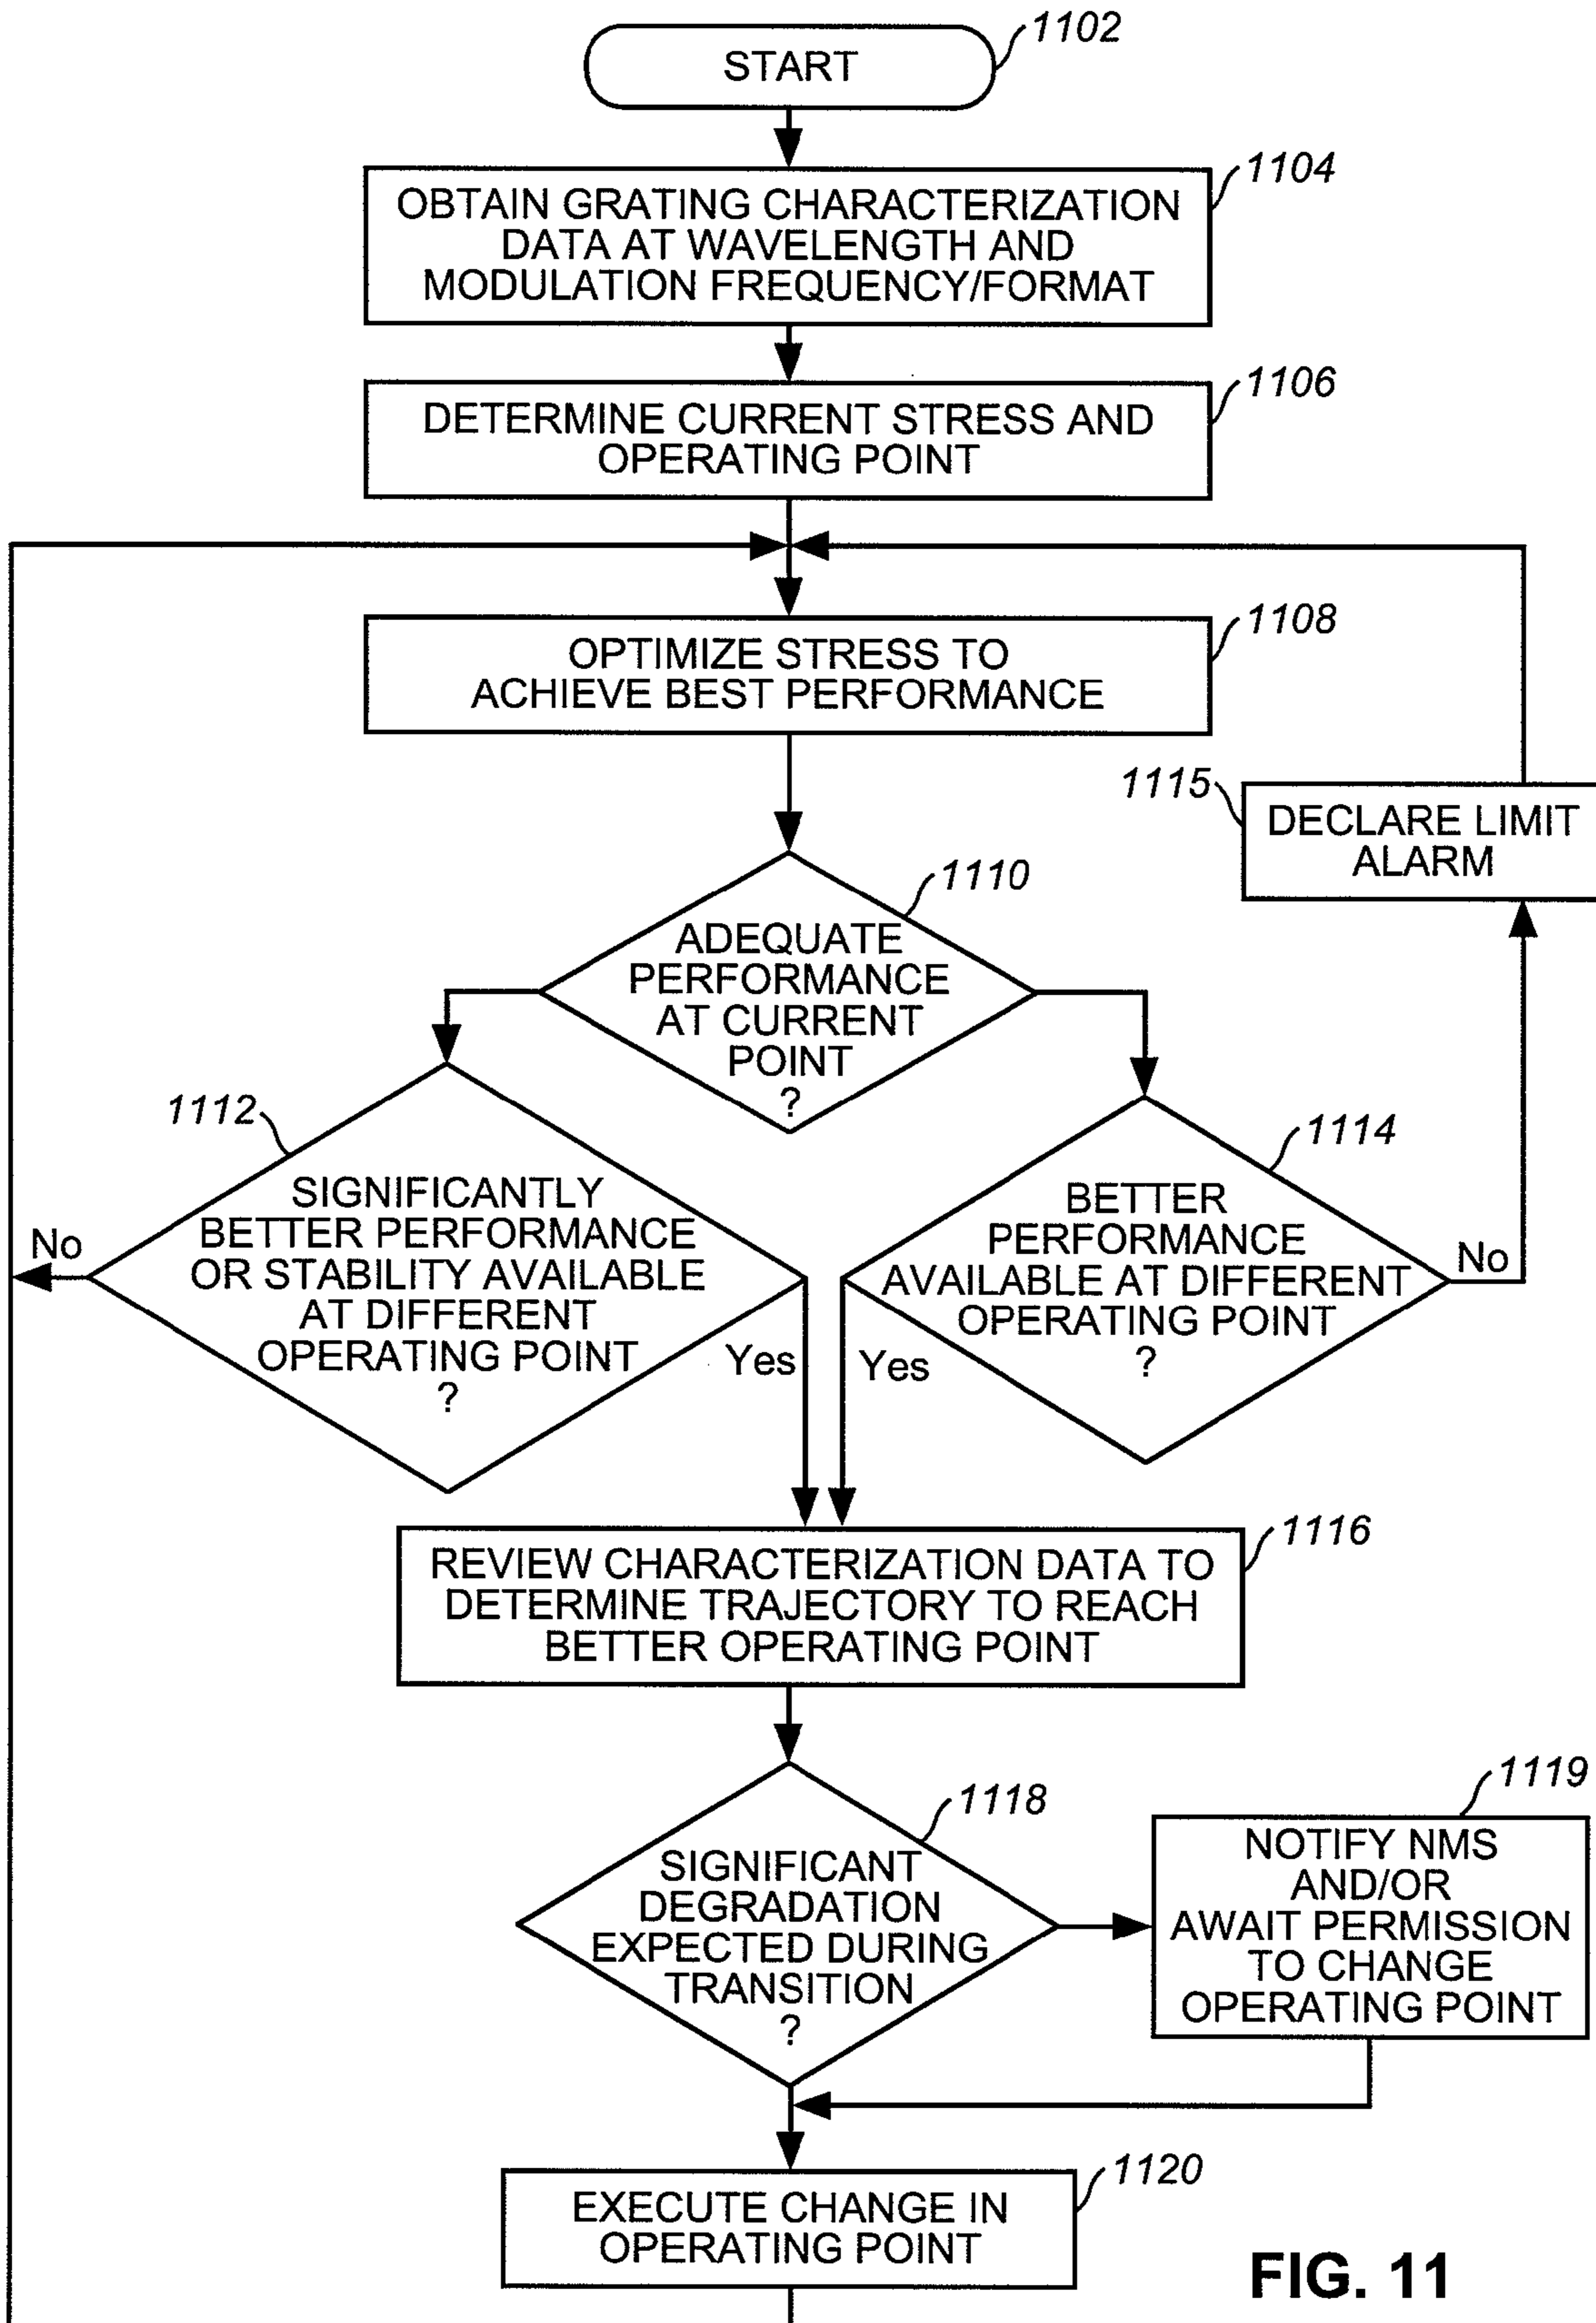 1102
START
1104
OBTAIN GRATING CHARACTERIZATION
DATA AT WAVELENGTH AND
MODULATION FREQUENCY/FORMAT
1106
DETERMINE CURRENT STRESS AND
OPERATING POINT
1108
OPTIMIZE STRESS TO
ACHIEVE BEST PERFORMANCE
1115
DECLARE LIMIT
ALARM
1110
ADEQUATE
PERFORMANCE
AT CURRENT
POINT
?
1112
SIGNIFICANTLY
BETTER PERFORMANCE
OR STABILITY AVAILABLE
AT DIFFERENT
OPERATING POINT
?
No
Yes
1114
BETTER
PERFORMANCE
AVAILABLE AT DIFFERENT
OPERATING POINT
?
No
Yes
1116
REVIEW CHARACTERIZATION DATA TO
DETERMINE TRAJECTORY TO REACH
BETTER OPERATING POINT
1118
SIGNIFICANT
DEGRADATION
EXPECTED DURING
TRANSITION
?
1119
NOTIFY NMS
AND/OR
AWAIT PERMISSION
TO CHANGE
OPERATING POINT
1120
EXECUTE CHANGE IN
OPERATING POINT
FIG. 11